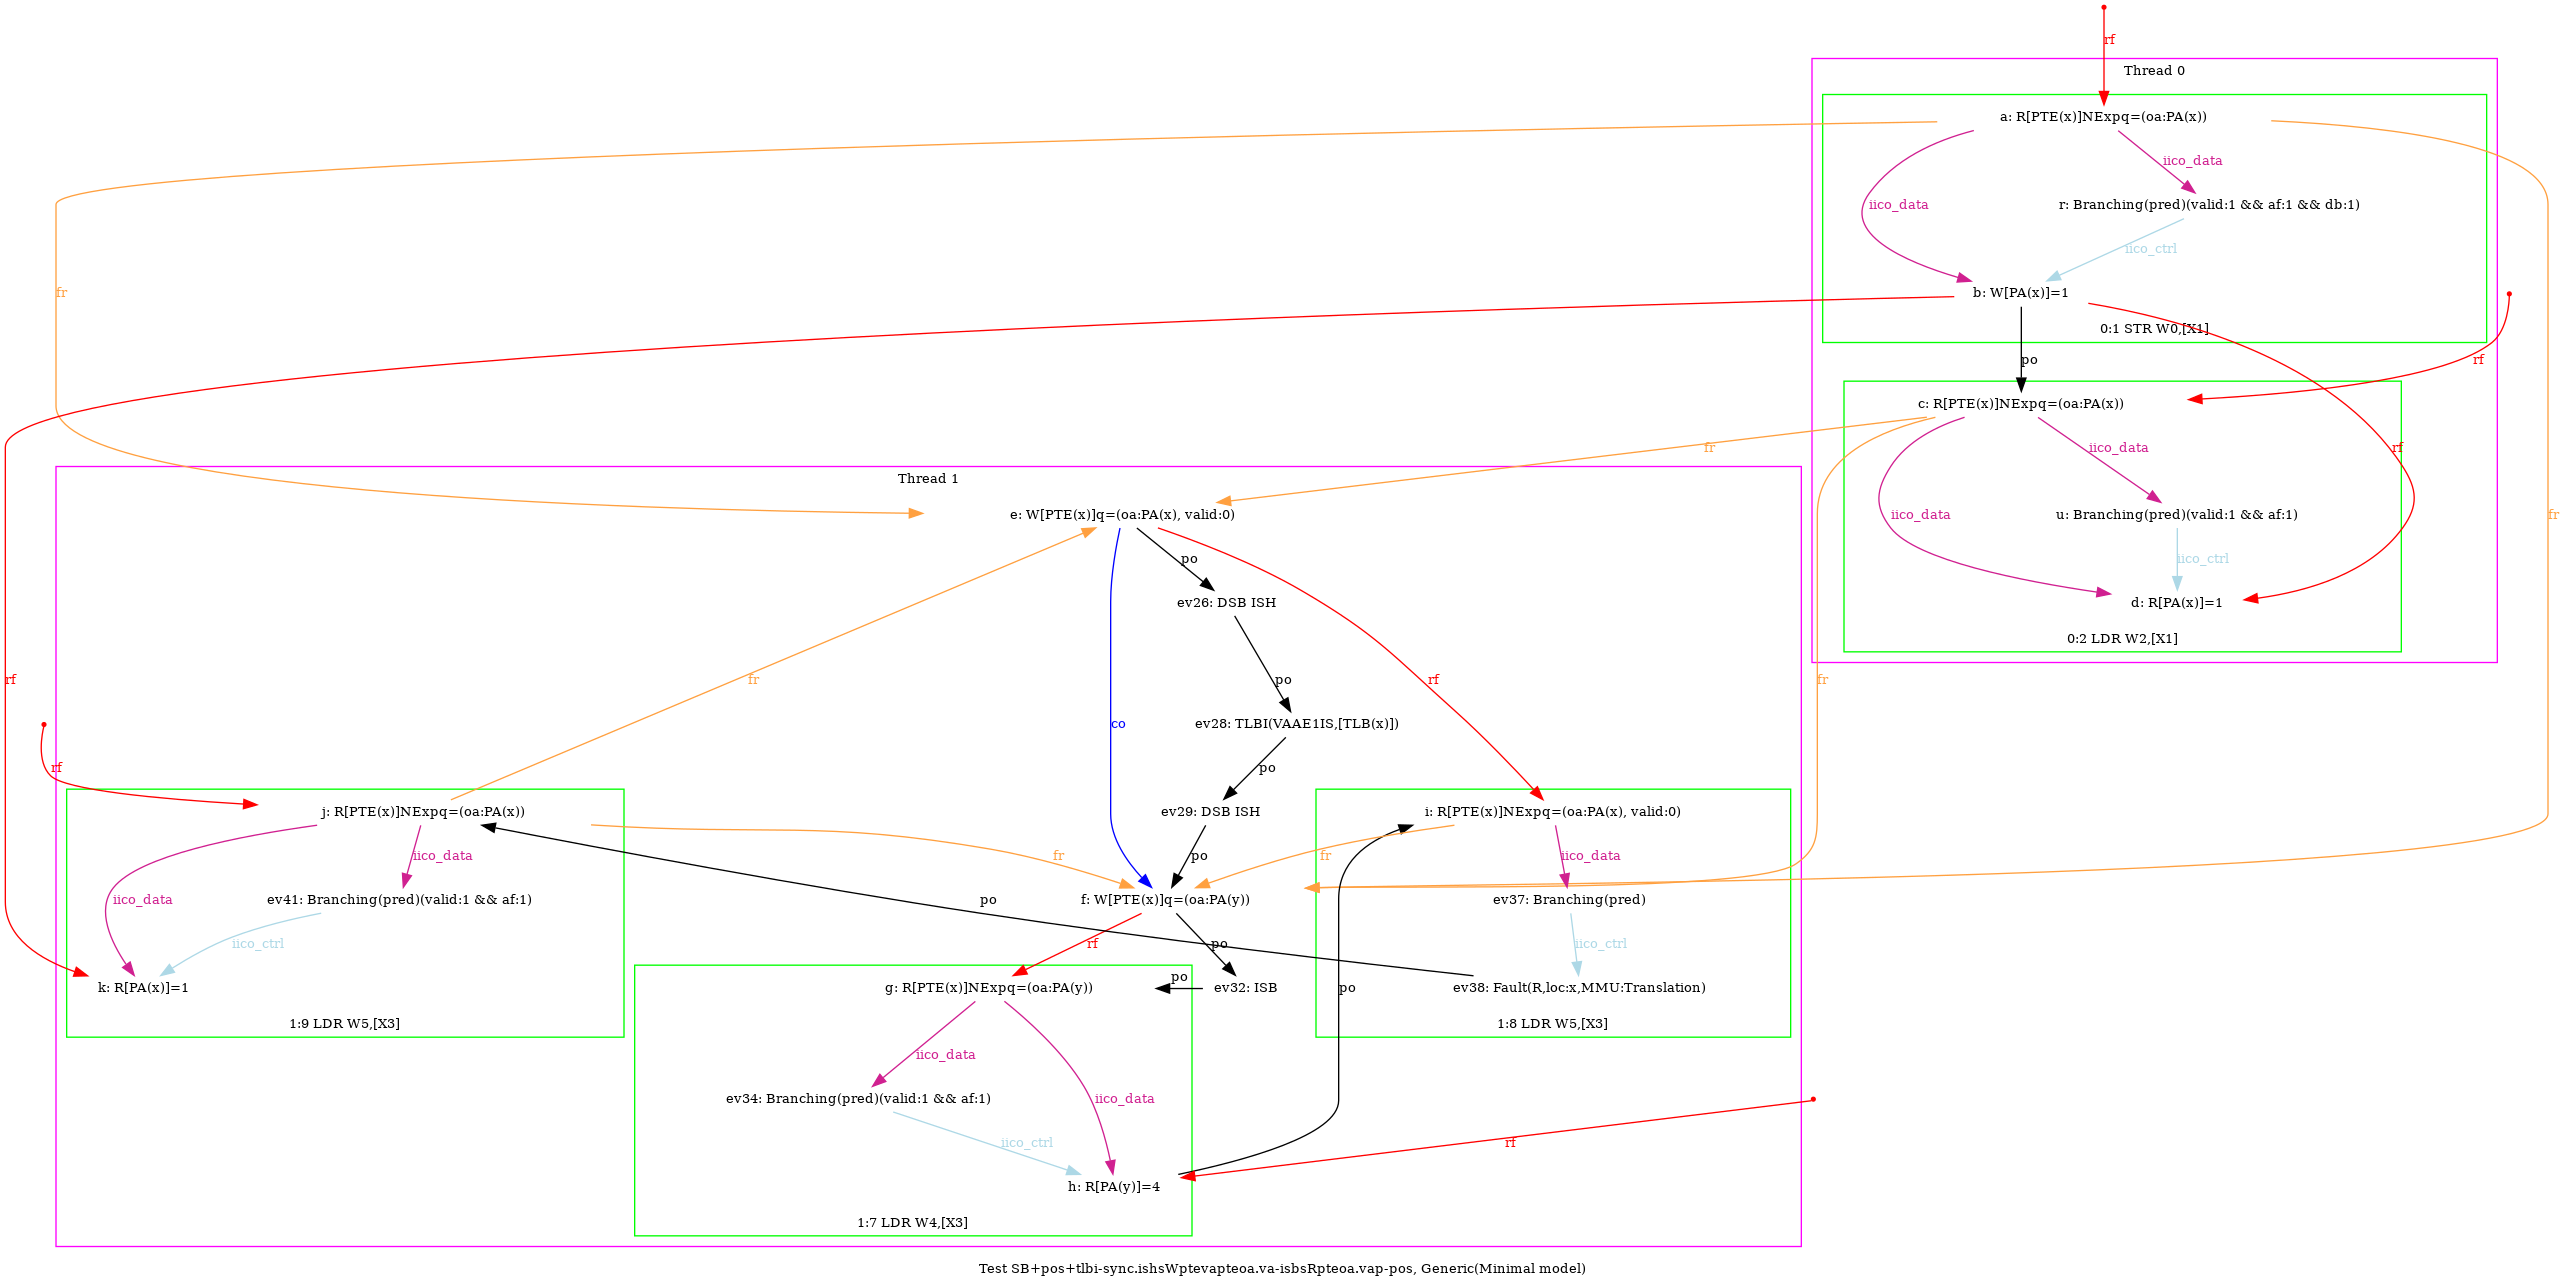 rf
Thread 0
a: R[PTE(x)]NExpq=(oa:PA(x))
iico_data
iico_data
r: Branching(pred)(valid:1 && af:1 && db:1)
iico_ctrl
fr
b: W[PA(x)]=1
0:1 STR W0,[X1]
po
rf
c: R[PTE(x)]NExpq=(oa:PA(x))
fr
iico_data
rf
Thread 1
e: W[PTE(x)]q=(oa:PA(x), valid:0)
iico_data
u: Branching(pred)(valid:1 && af:1)
fr
po
iico_ctrl
ev26: DSB ISH
d: R[PA(x)]=1
0:2 LDR W2,[X1]
rf
fr
po
rf
fr
co
ev28: TLBI(VAAE1IS,[TLB(x)])
rf
po
j: R[PTE(x)]NExpq=(oa:PA(x))
ev29: DSB ISH
i: R[PTE(x)]NExpq=(oa:PA(x), valid:0)
iico_data
fr
po
fr
iico_data
iico_data
ev41: Branching(pred)(valid:1 && af:1)
po
f: W[PTE(x)]q=(oa:PA(y))
ev37: Branching(pred)
iico_ctrl
rf
po
iico_ctrl
po
k: R[PA(x)]=1
g: R[PTE(x)]NExpq=(oa:PA(y))
ev32: ISB
po
ev38: Fault(R,loc:x,MMU:Translation)
1:9 LDR W5,[X3]
1:8 LDR W5,[X3]
iico_data
ev34: Branching(pred)(valid:1 && af:1)
iico_data
iico_ctrl
rf
h: R[PA(y)]=4
1:7 LDR W4,[X3]
Test SB+pos+tlbi-sync.ishsWptevapteoa.va-isbsRpteoa.vap-pos, Generic(Minimal model)